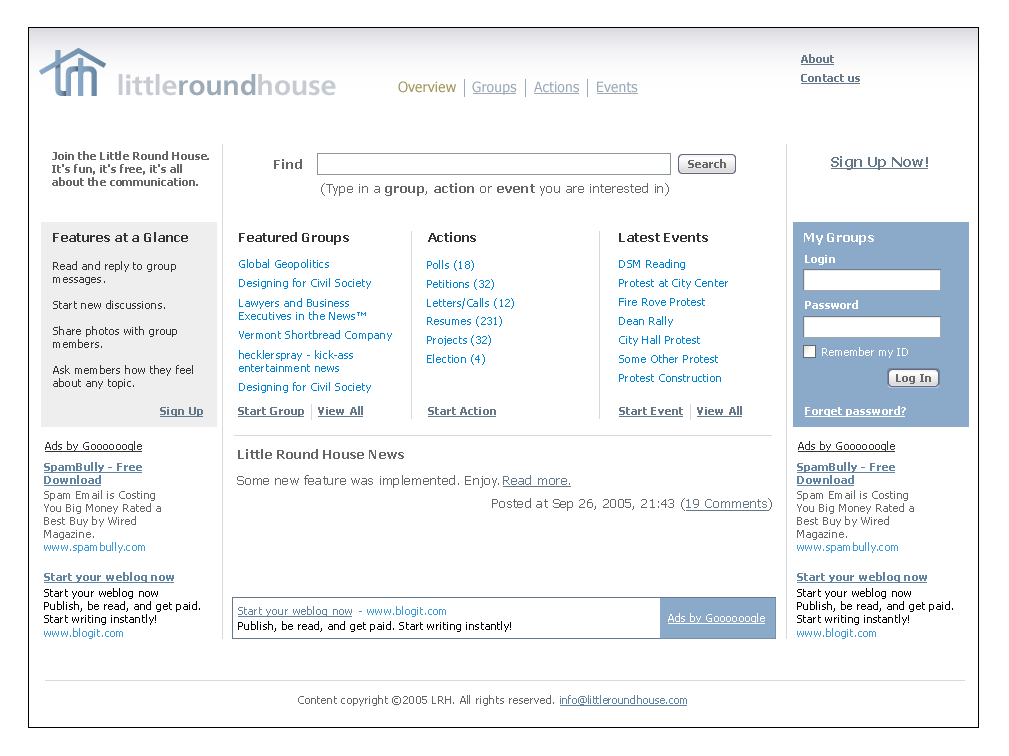 littleroundhouse
Overview
Groups
Actions
Events
About
Contact us
Join the Little Round House.
It's fun, it's free, it's all
about the communication.
Find
Search
(Type in a group, action or event you are interested in)
Sign Up Now!
Features at a Glance
Read and reply to group
messages.
Start new discussions.
Share photos with group
members.
Ask members how they feel
about any topic.
Sign Up
Featured Groups
Global Geopolitics
Designing for Civil Society
Lawyers and Business
Executives in the News™
Vermont Shortbread Company
hecklerspray - kick-ass
entertainment news
Designing for Civil Society
Start Group
View All
Actions
Polls (18)
Petitions (32)
Letters/Calls (12)
Resumes (231)
Projects (32)
Election (4)
Start Action
Latest Events
DSM Reading
Protest at City Center
Fire Rove Protest
Dean Rally
City Hall Protest
Some Other Protest
Protest Construction
Start Event
View All
My Groups
Login
Password
Remember my ID
Log In
Forget password?
Ads by Goooooogle
SpamBully - Free
Download
Spam Email is Costing
You Big Money Rated a
Best Buy by Wired
Magazine.
www.spambully.com
Start your weblog now
Start your weblog now
Publish, be read, and get paid.
Start writing instantly!
www.blogit.com
Little Round House News
Some new feature was implemented. Enjoy. Read more.
Posted at Sep 26, 2005, 21:43 (19 Comments)
Start your weblog now - www.blogit.com
Publish, be read, and get paid. Start writing instantly!
Ads by Goooooogle
Ads by Goooooogle
SpamBully - Free
Download
Spam Email is Costing
You Big Money Rated a
Best Buy by Wired
Magazine.
www.spambully.com
Start your weblog now
Start your weblog now
Publish, be read, and get paid.
Start writing instantly!
www.blogit.com
Content copyright ©2005 LRH. All rights reserved. info@littleroundhouse.com